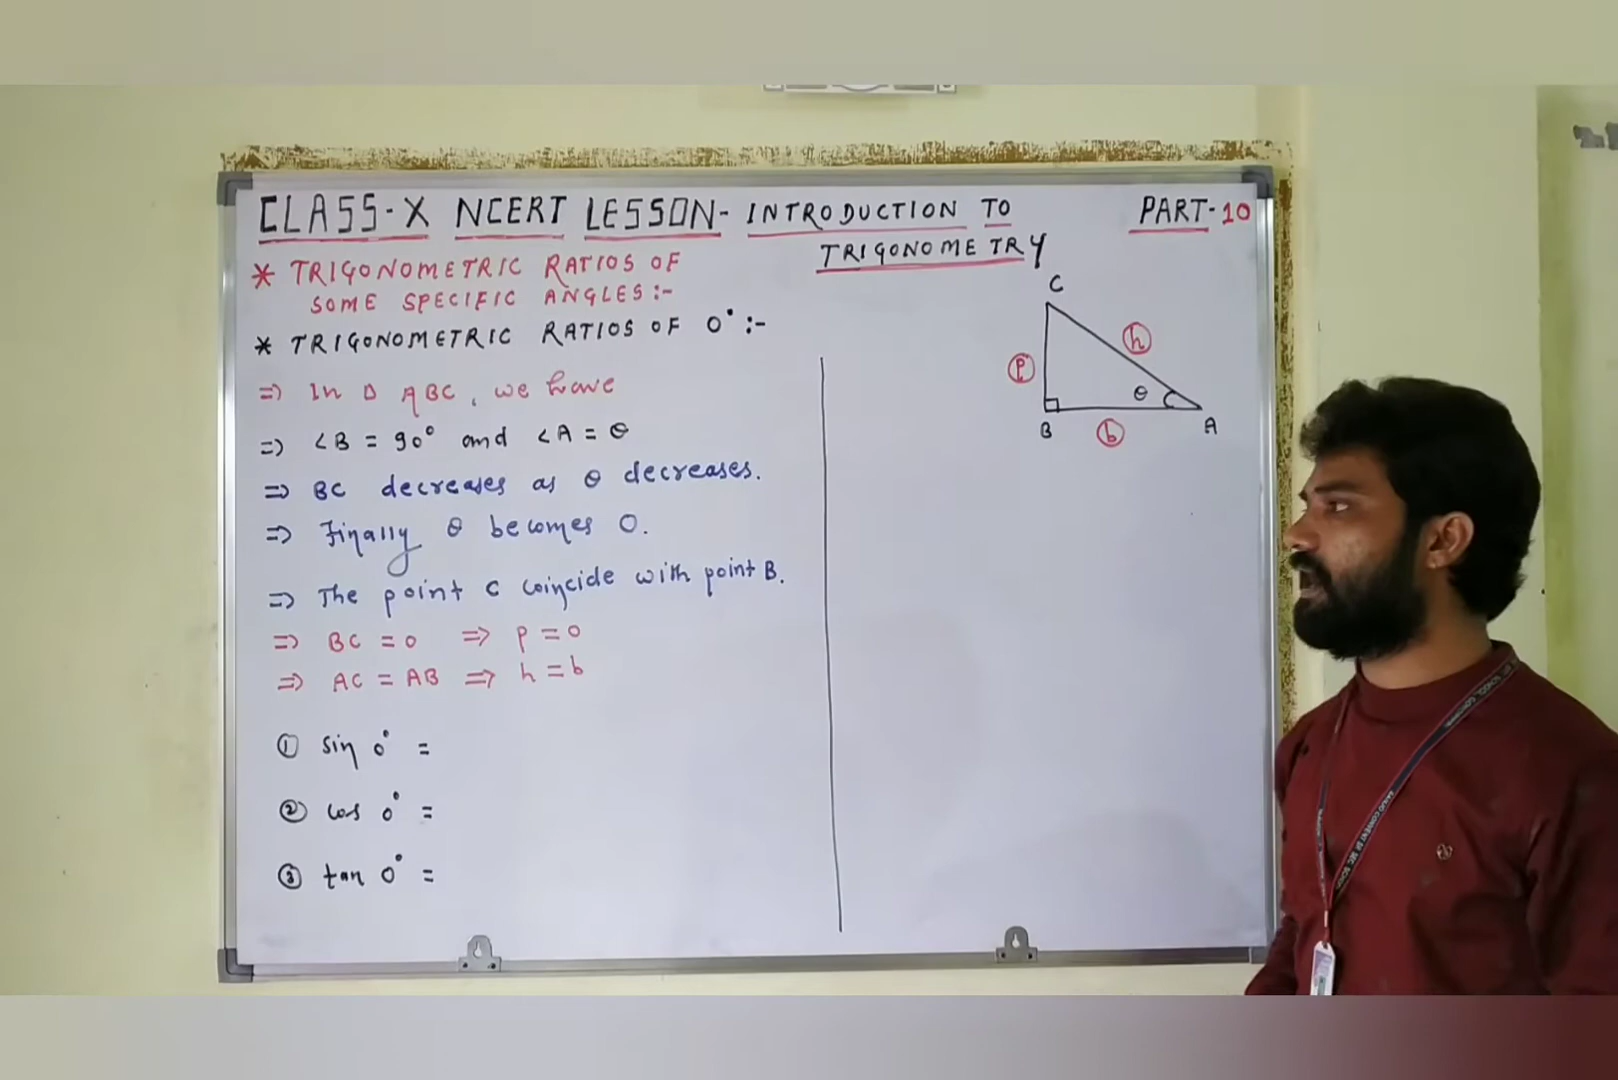 CLASS-X NCERT LESSON- INTRODUCTION TO
TRIGONOMETRY
PART-10
* TRIGONOMETRIC RATIOS OF
SOME SPECIFIC ANGLES:-
* TRIGONOMETRIC RATIOS OF 0° :-
=> In Δ ABC, we have
=> ∠B = 90° and ∠A = θ
=> BC decreases as θ decreases.
=> Finally θ becomes 0.
=> The point C coincide with point B.
=> BC = 0 => P = 0
=> AC = AB => h = b
① sin 0° =
② cos 0° =
③ tan 0° =
C
h
P
θ
B
b
A